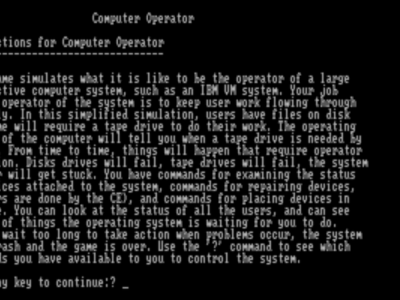 Computer Operator
ctions for Computer Operator
----------------------------
me simulates what it is like to be the operator of a large
ctive computer system, such as an IBM VM system. Your job
operator of the system is to keep user work flowing through
y. In this simplified simulation, users have files on disk
me will require a tape drive to do their work. The operating
of the computer will tell you when a tape drive is needed by
From time to time, things will happen that require operator
on. Disks drives will fail, tape drives will fail, the system
r will get stuck. You have commands for examining the status
ces attached to the system, commands for repairing devices,
rs are done by the CE), and commands for placing devices in
. You can look at the status of all the users, and can see
of things the operating system is waiting for you to do.
wait too long to take action when problems occur, the system
rash and the game is over. Use the '?' command to see which
ds you have available to you to control the system.
ny key to continue:? _